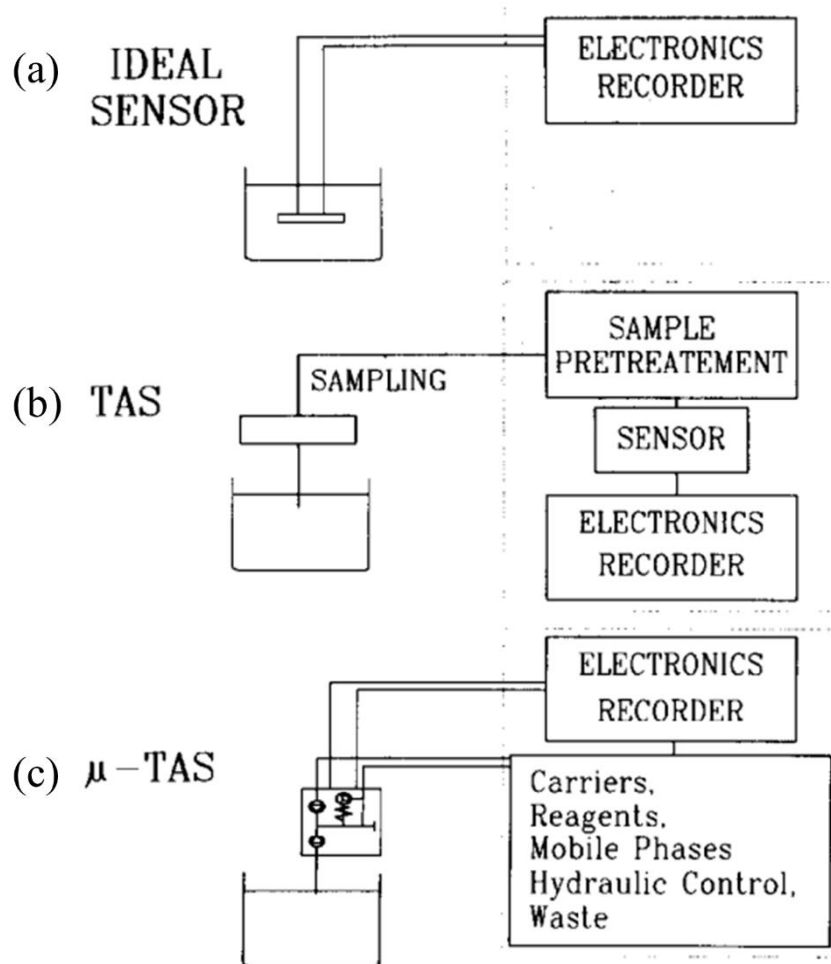 (a) IDEAL
SENSOR
ELECTRONICS
RECORDER
(b) TAS
SAMPLING
SAMPLE
PRETREATEMENT
SENSOR
ELECTRONICS
RECORDER
(c) μ-TAS
ELECTRONICS
RECORDER
Carriers,
Reagents,
Mobile Phases
Hydraulic Control,
Waste